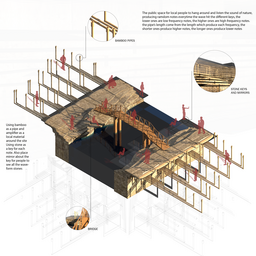 The public space for local people to hang around and listen the sound of nature,
producing random notes everytime the wave hit the different keys, the
lower ones are low frequency notes, the higher ones are high frequency notes
the pipes length come from the length which produce each frequency, the
shorter ones produce higher notes, the longer ones produce lower notes
BAMBOO PIPES
STONE KEYS
AND MIRRORS
Using bamboo
as a pipe and
amplifier as
local material
around the site
Using stone as
a key for each
note. Also place
mirror above the
key for people to
see all the water
beat stones
BRIDGE